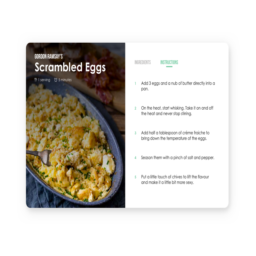 GORDON RAMSAY'S
Scrambled Eggs
1 serving 5 minutes
INGREDIENTS INSTRUCTIONS
1. Add 3 eggs and a nub of butter directly into a
pan.
2. On the heat, start whisking. Take it on and off
the heat and never stop stirring.
3. Add half a tablespoon of crème fraiche to
bring down the temperature of the eggs.
4. Season them with a pinch of salt and pepper.
5. Put a little touch of chives to lift the flavour
and make it a little bit more sexy.